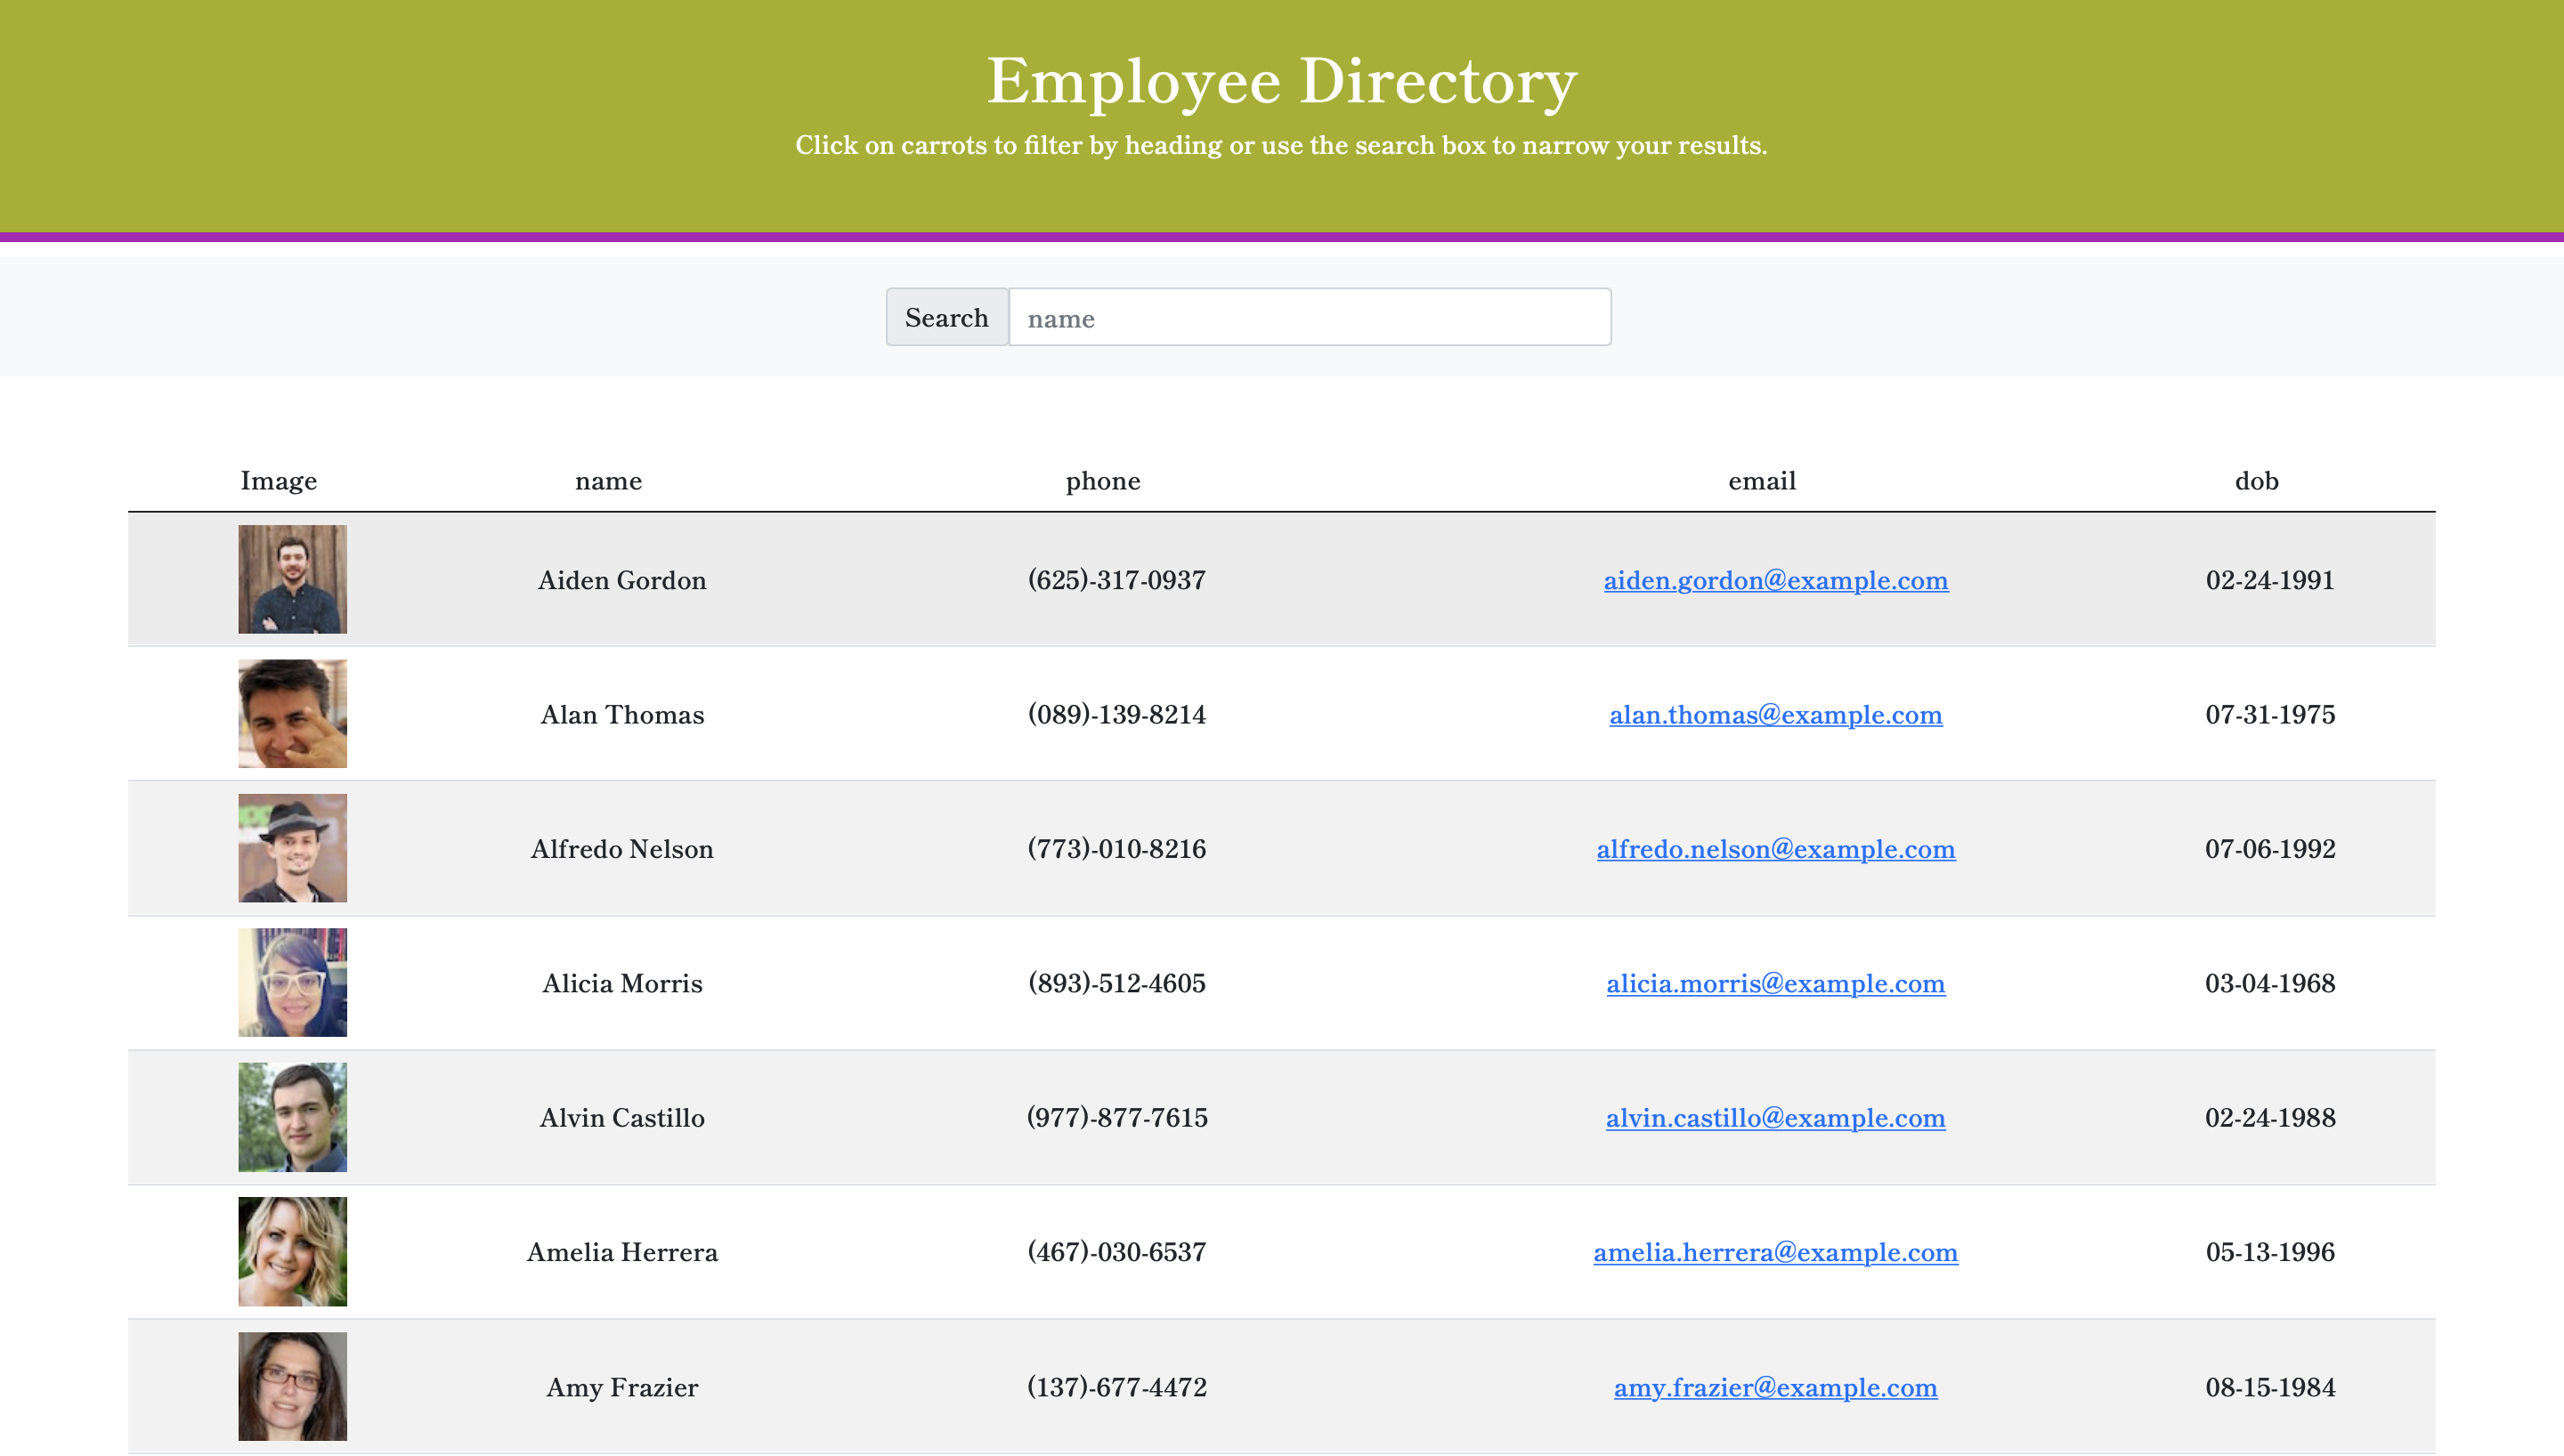 Employee Directory
Click on carrots to filter by heading or use the search box to narrow your results.
Search name
Image name phone email dob
Aiden Gordon (625)-317-0937 aiden.gordon@example.com 02-24-1991
Alan Thomas (089)-139-8214 alan.thomas@example.com 07-31-1975
Alfredo Nelson (773)-010-8216 alfredo.nelson@example.com 07-06-1992
Alicia Morris (893)-512-4605 alicia.morris@example.com 03-04-1968
Alvin Castillo (977)-877-7615 alvin.castillo@example.com 02-24-1988
Amelia Herrera (467)-030-6537 amelia.herrera@example.com 05-13-1996
Amy Frazier (137)-677-4472 amy.frazier@example.com 08-15-1984